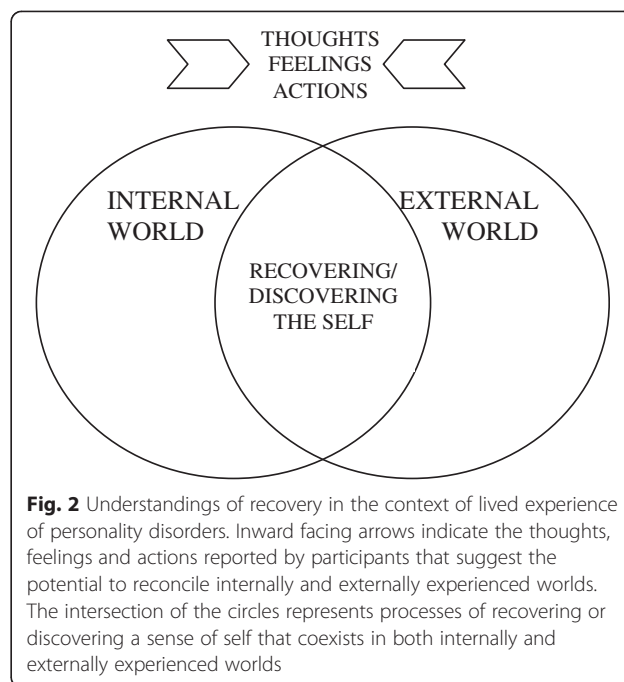 THOUGHTS
FEELINGS
ACTIONS
INTERNAL
WORLD
EXTERNAL
WORLD
RECOVERING/
DISCOVERING
THE SELF
Fig. 2 Understandings of recovery in the context of lived experience
of personality disorders. Inward facing arrows indicate the thoughts,
feelings and actions reported by participants that suggest the
potential to reconcile internally and externally experienced worlds.
The intersection of the circles represents processes of recovering or
discovering a sense of self that coexists in both internally and
externally experienced worlds